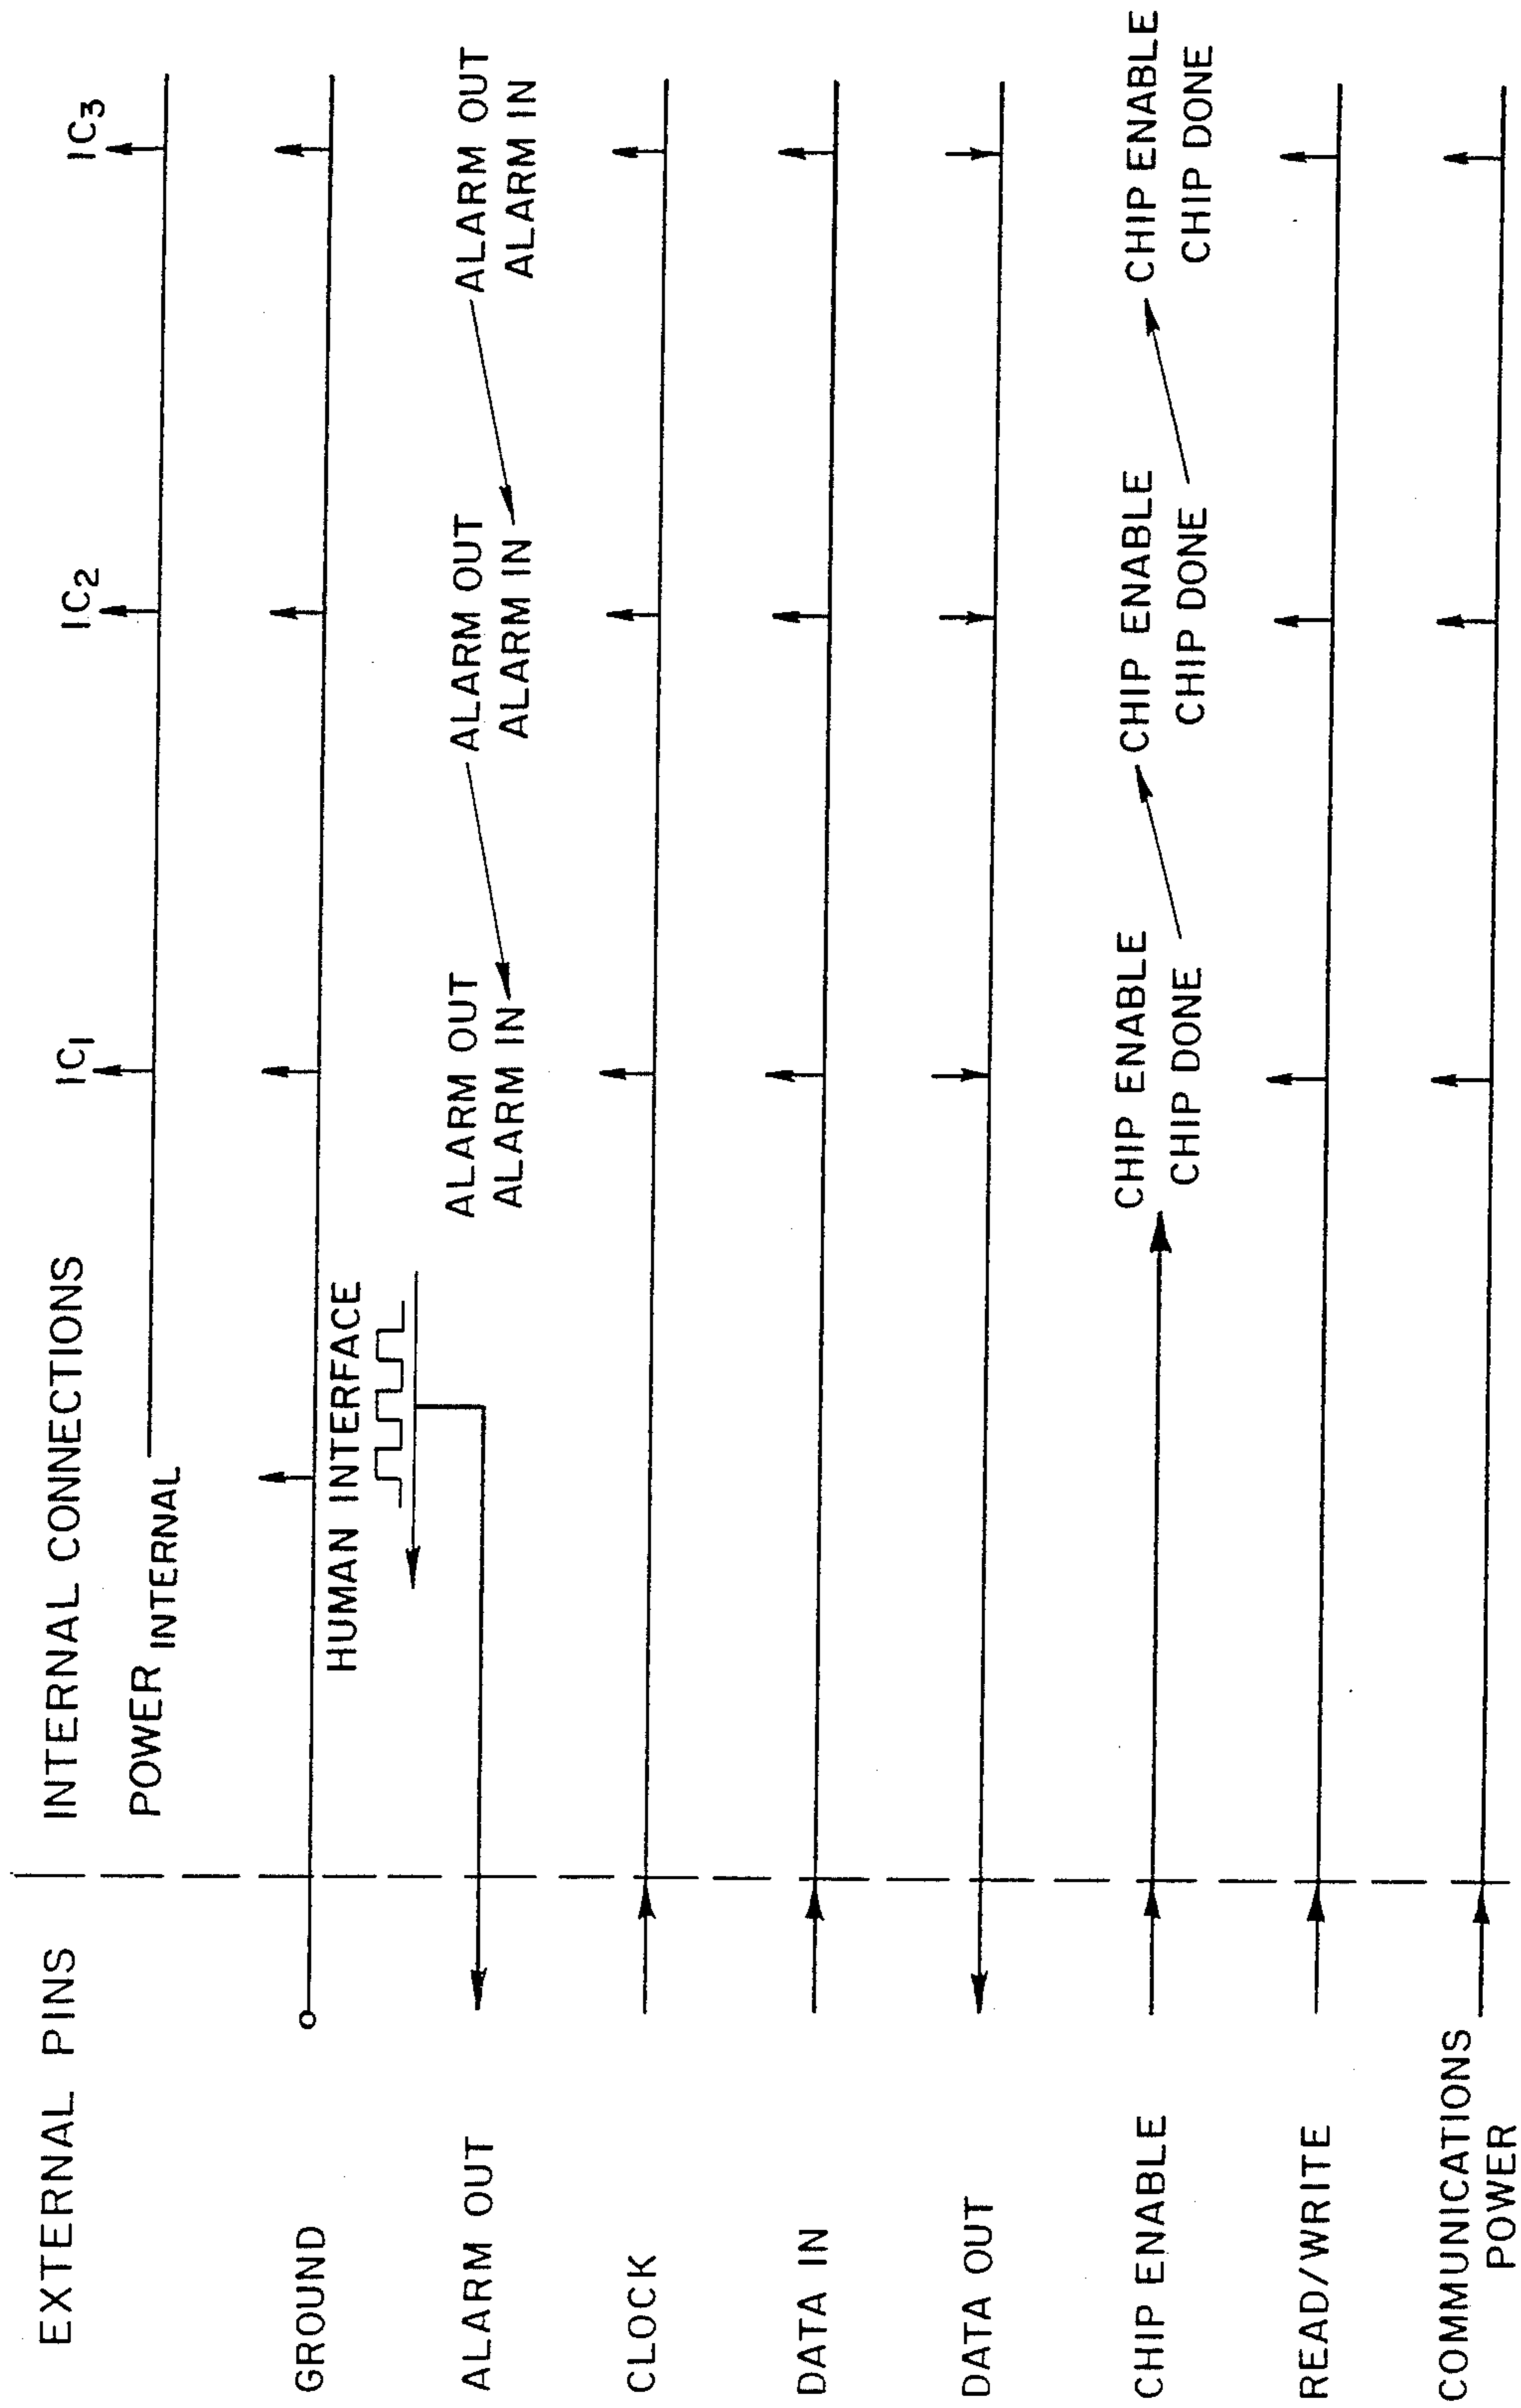 EXTERNAL PINS
INTERNAL CONNECTIONS
POWER INTERNAL
IC1
IC2
IC3
GROUND
HUMAN INTERFACE
ALARM OUT
ALARM OUT
ALARM IN
ALARM OUT
ALARM IN
ALARM OUT
ALARM IN
CLOCK
DATA IN
DATA OUT
CHIP ENABLE
CHIP ENABLE
CHIP DONE
CHIP ENABLE
CHIP DONE
CHIP ENABLE
CHIP DONE
READ/WRITE
COMMUNICATIONS
POWER